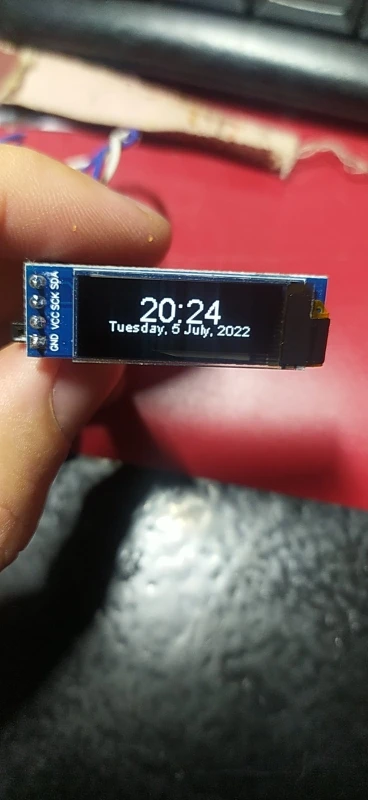 20:24
Tuesday, 5 July, 2022
GND VCC SCK SDA